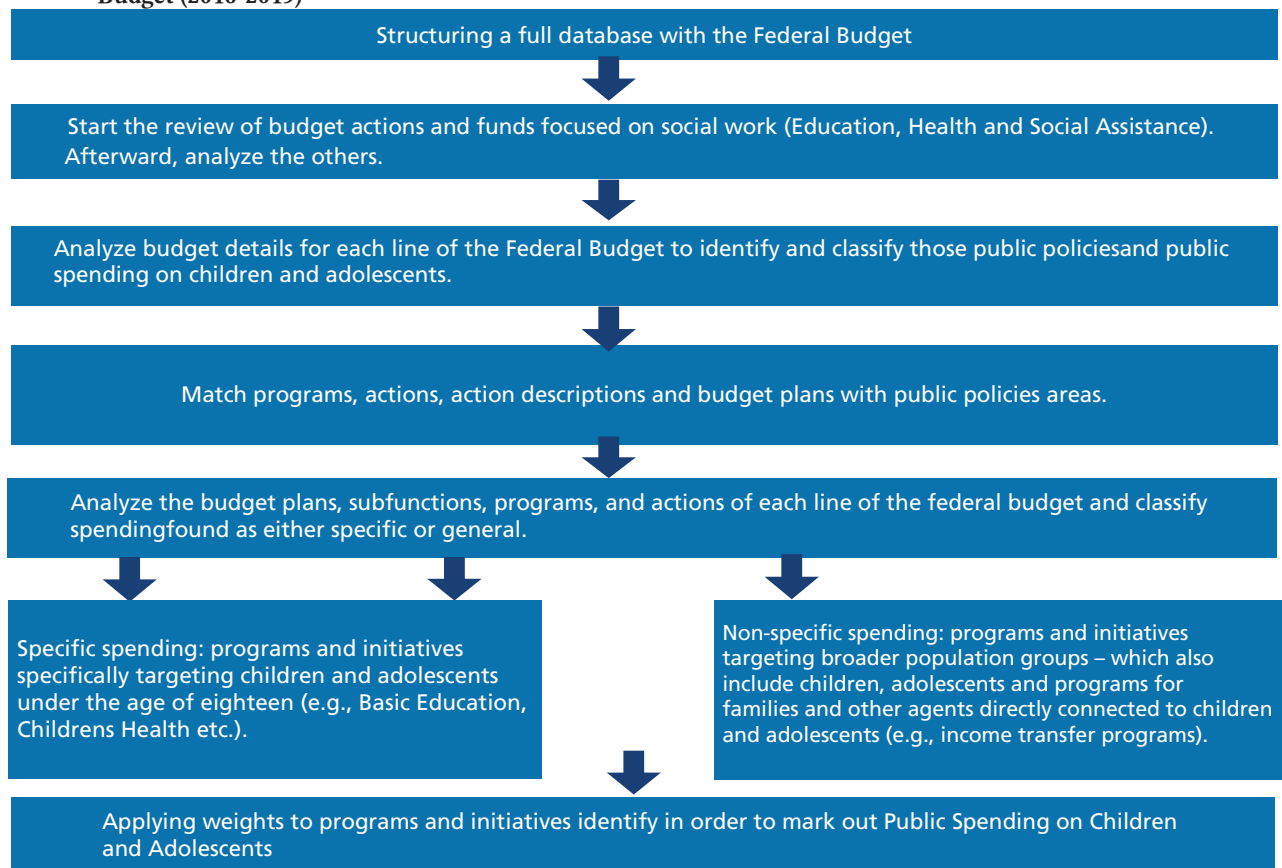 Budget (2016-2019)
Structuring a full database with the Federal Budget
Start the review of budget actions and funds focused on social work (Education, Health and Social Assistance).
Afterward, analyze the others.
Analyze budget details for each line of the Federal Budget to identify and classify those public policiesand public
spending on children and adolescents.
Match programs, actions, action descriptions and budget plans with public policies areas.
Analyze the budget plans, subfunctions, programs, and actions of each line of the federal budget and classify
spendingfound as either specific or general.
Specific spending: programs and initiatives
specifically targeting children and adolescents
under the age of eighteen (e.g., Basic Education,
Childrens Health etc.).
Non-specific spending: programs and initiatives
targeting broader population groups – which also
include children, adolescents and programs for
families and other agents directly connected to children
and adolescents (e.g., income transfer programs).
Applying weights to programs and initiatives identify in order to mark out Public Spending on Children
and Adolescents